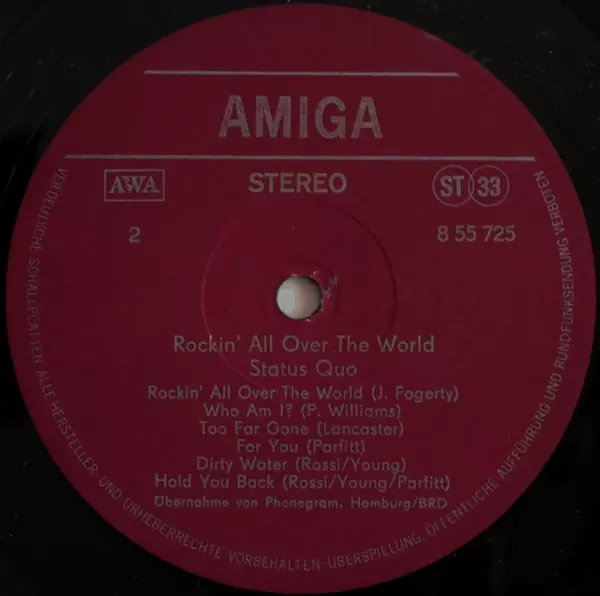 AMIGA
AWA
STEREO
ST 33
2
8 55 725
Rockin' All Over The World
Status Quo
Rockin' All Over The World (J. Fogerty)
Who Am I? (P. Williams)
Too Far Gone (Lancaster)
For You (Parfitt)
Dirty Water (Rossi/Young)
Hold You Back (Rossi/Young/Parfitt)
Übernahme von Phonogram, Hamburg/BRD
VEB DEUTSCHE SCHALLPLATTEN ALLE HERSTELLER- UND URHEBERRECHTE VORBEHALTEN-ÜBERSPIELUNG, ÖFFENTLICHE AUFFÜHRUNG UND RUNDFUNKSENDUNG VERBOTEN